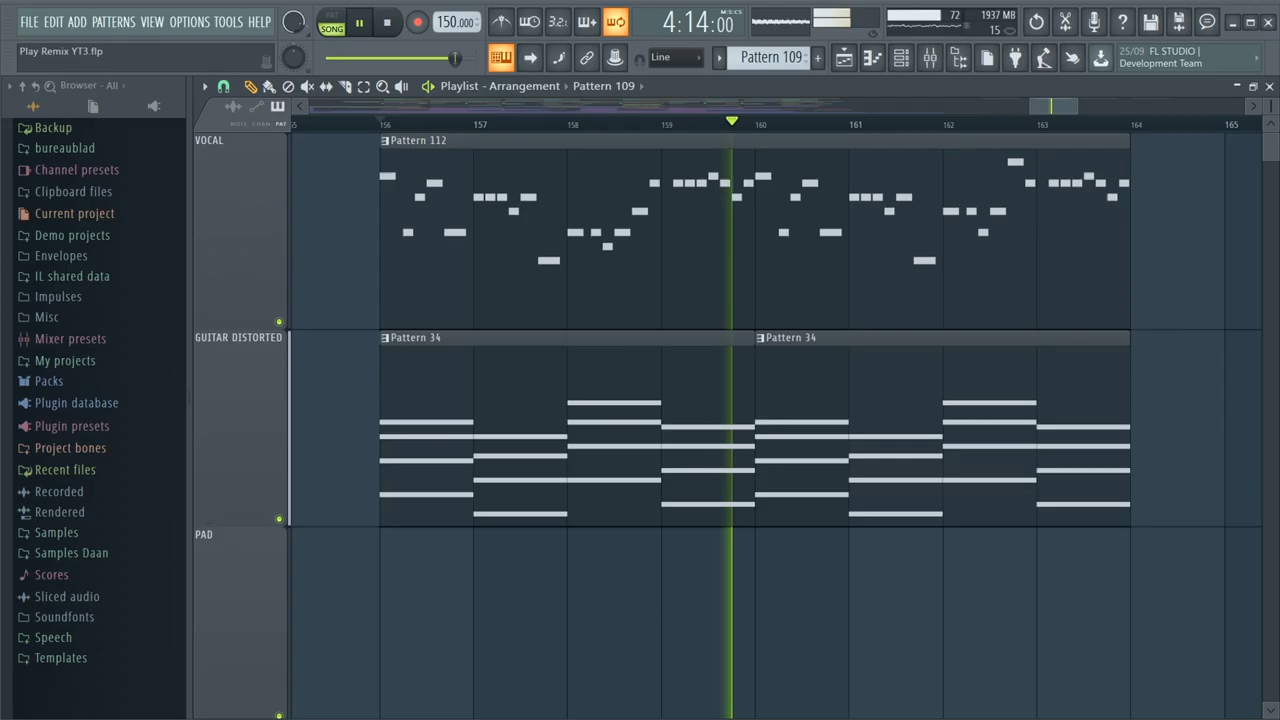 FILE EDIT ADD PATTERNS VIEW OPTIONS TOOLS HELP
PAT
SONG
150.000
4:14:00
M:S:CS
72
1937 MB
15
Play Remix YT3.flp
Line
Pattern 109
25/09 FL STUDIO |
Development Team
Browser - All
Playlist - Arrangement Pattern 109
NOTE CHAN PAT
156 157 158 159 160 161 162 163 164 165
Backup
bureaublad
Channel presets
Clipboard files
Current project
Demo projects
Envelopes
IL shared data
Impulses
Misc
Mixer presets
My projects
Packs
Plugin database
Plugin presets
Project bones
Recent files
Recorded
Rendered
Samples
Samples Daan
Scores
Sliced audio
Soundfonts
Speech
Templates
VOCAL
Pattern 112
GUITAR DISTORTED
Pattern 34
Pattern 34
PAD